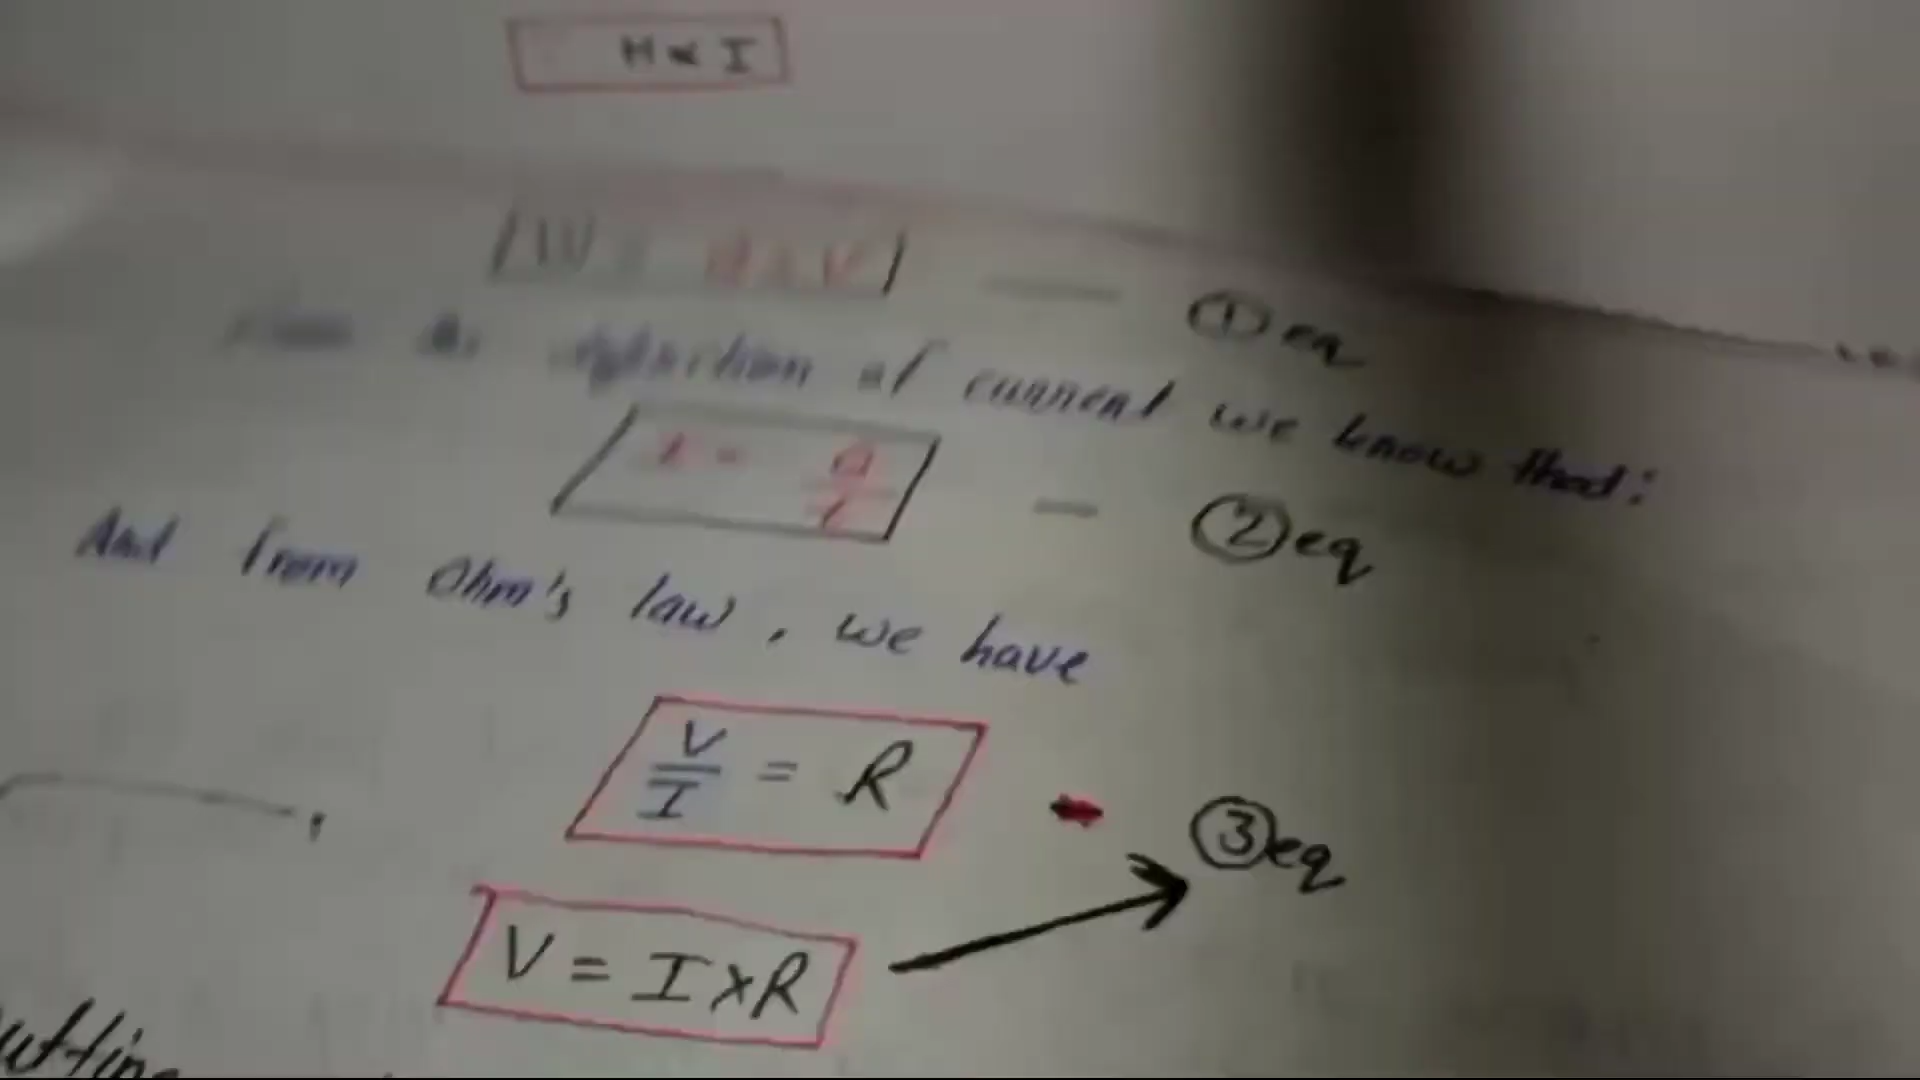 H ∝ I
W = Q x V — ① eq
From the definition of current we know that:
I = Q/t — ② eq
And from Ohm's law, we have
V/I = R - ③ eq
V = I x R